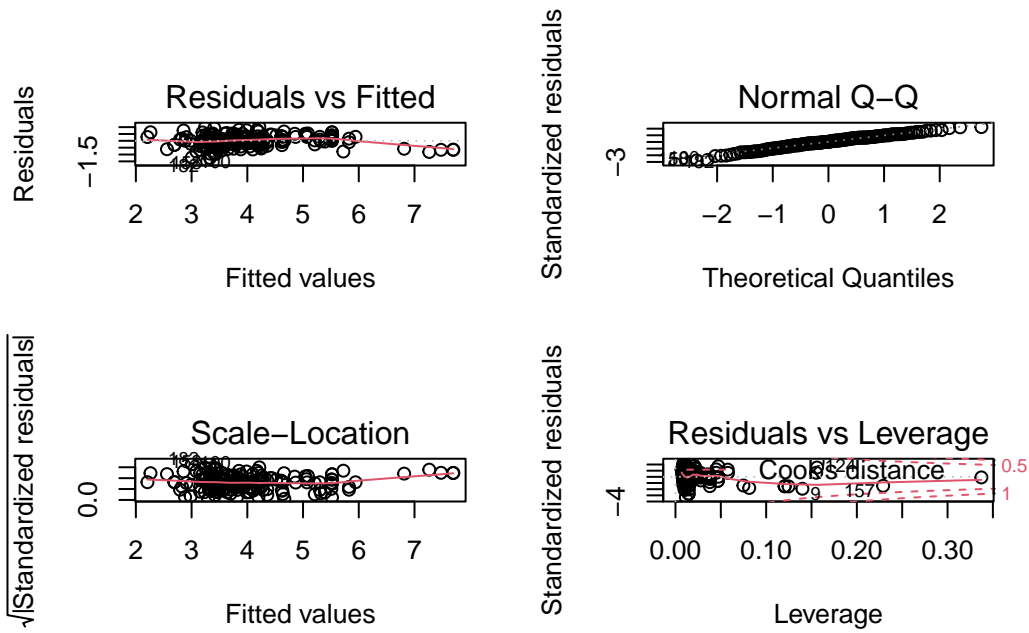 Residuals vs Fitted
Residuals
−1.5
2 3 4 5 6 7
Fitted values
Normal Q−Q
Standardized residuals
−3
−2 −1 0 1 2
Theoretical Quantiles
Scale−Location
√|Standardized residuals|
0.0
2 3 4 5 6 7
Fitted values
Residuals vs Leverage
Standardized residuals
−4
Cook's distance
124
9
157
0.5
1
0.00 0.10 0.20 0.30
Leverage